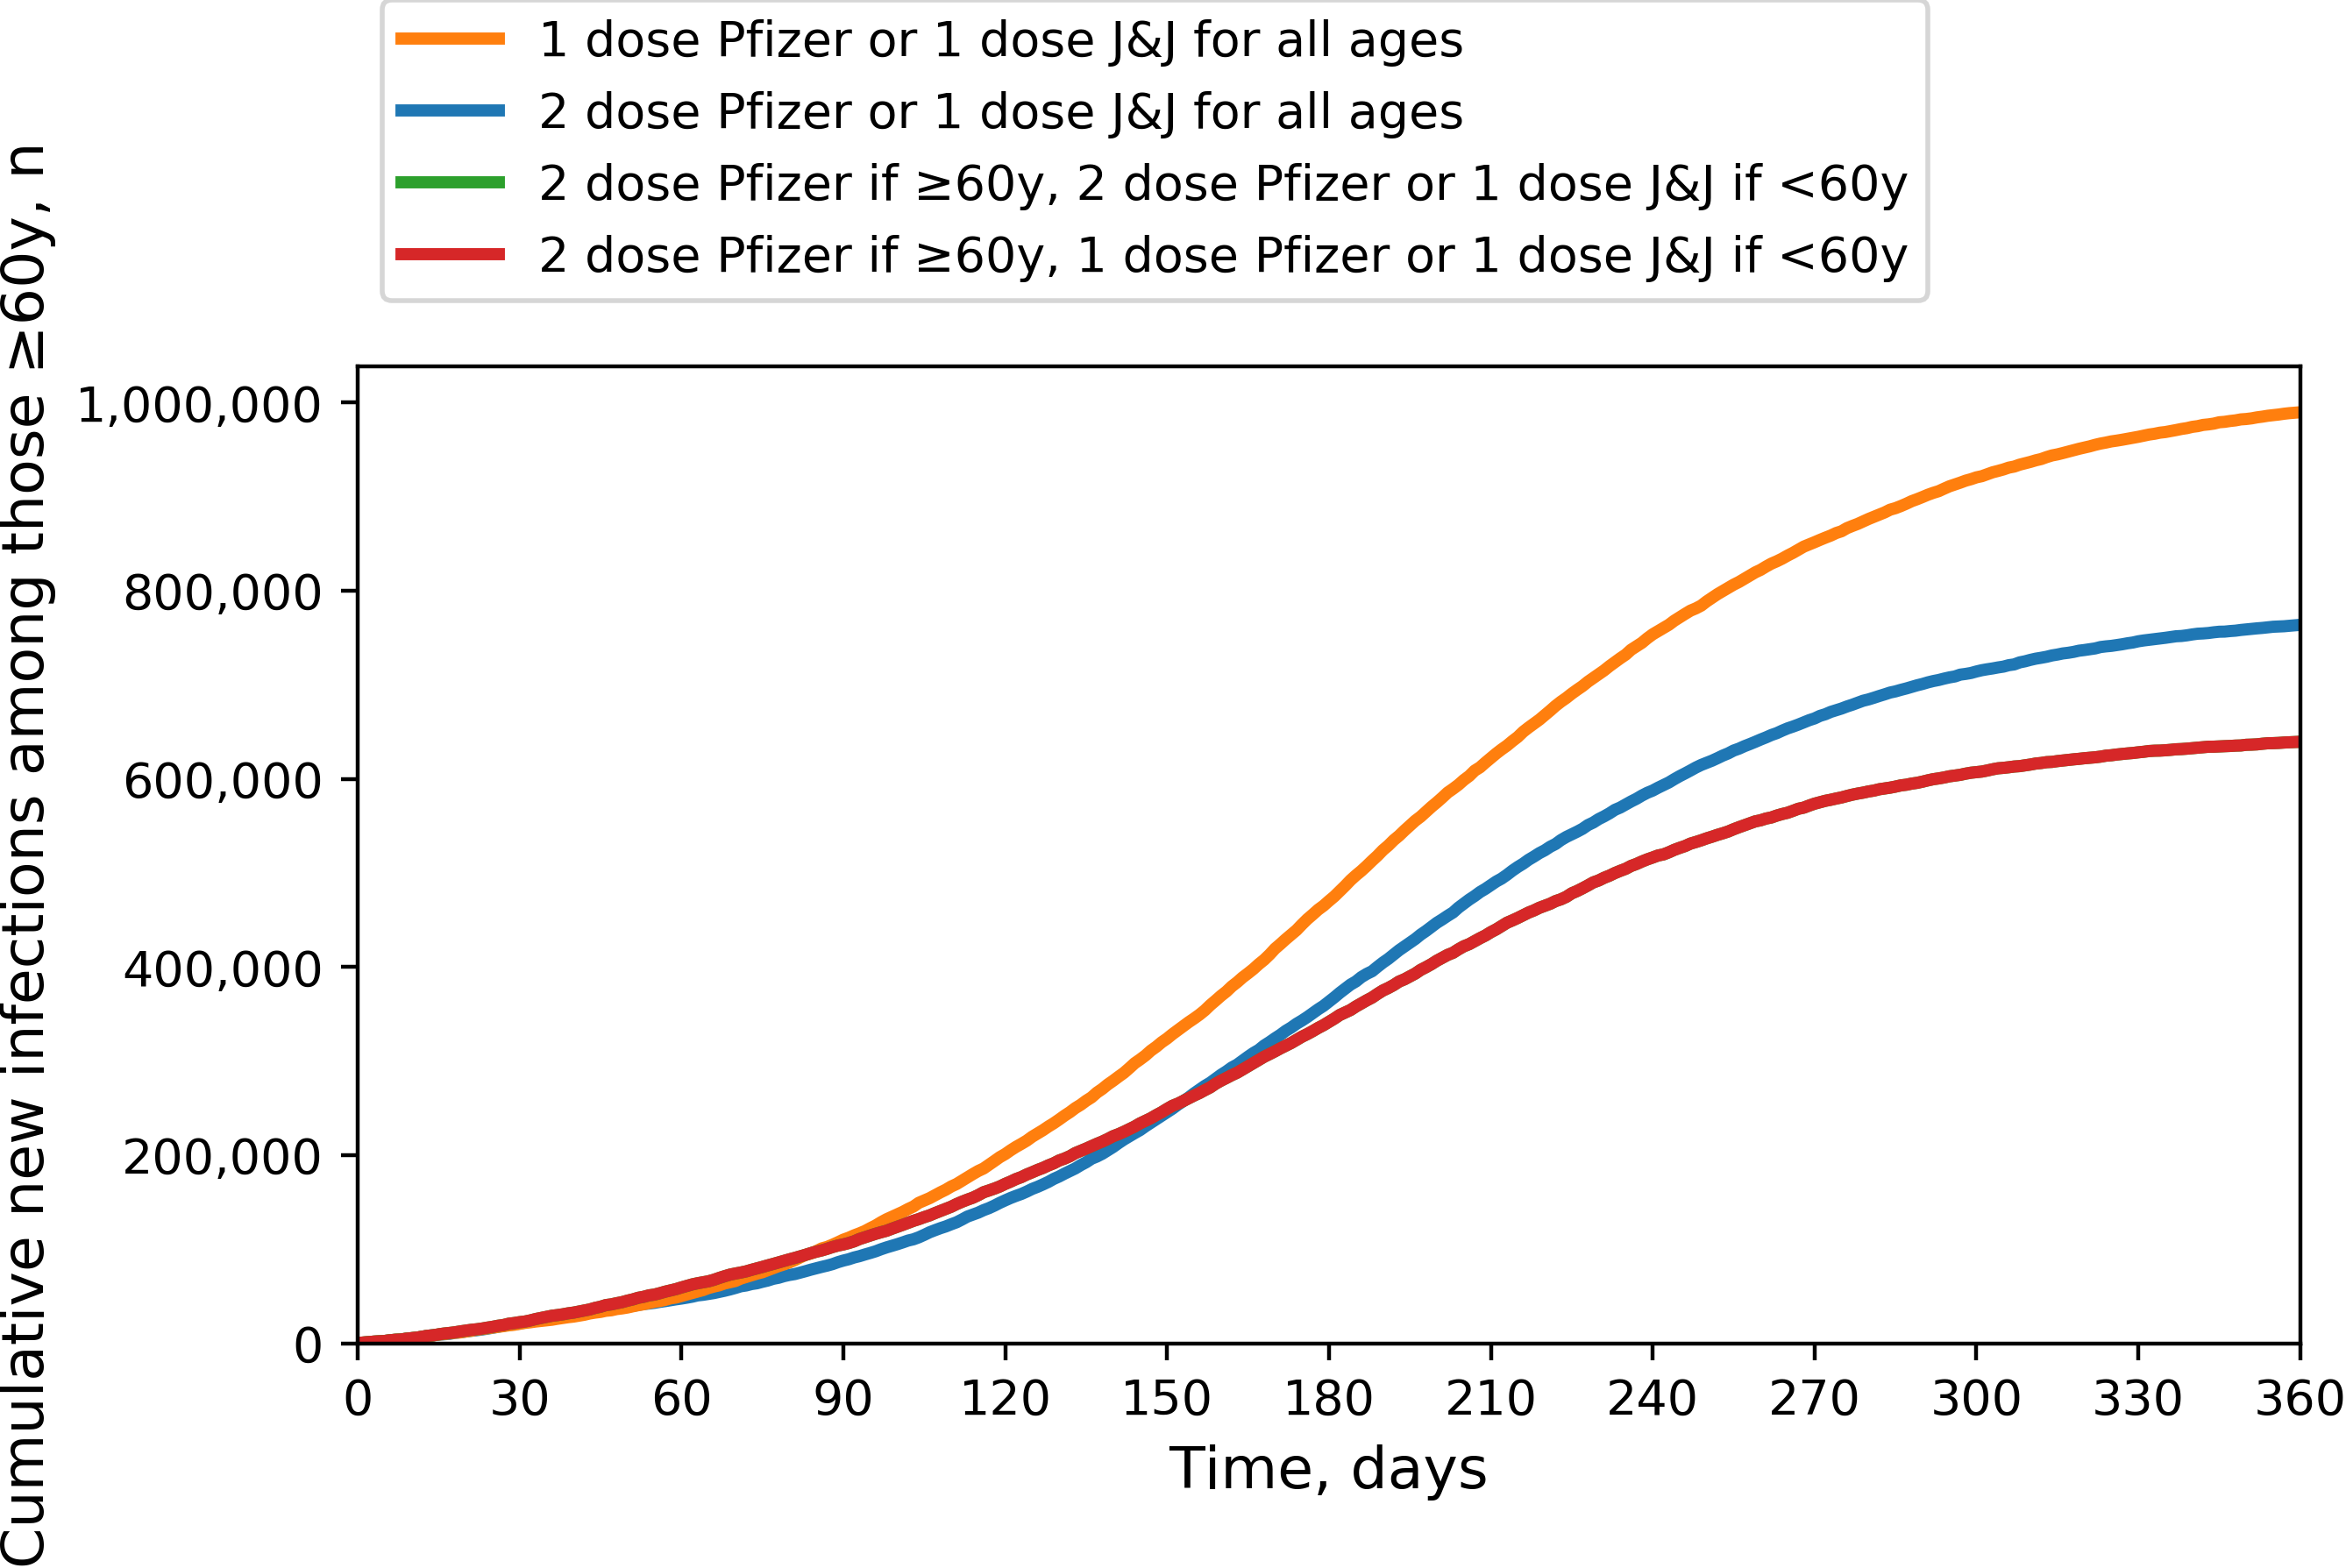 1 dose Pfizer or 1 dose J&J for all ages
2 dose Pfizer or 1 dose J&J for all ages
2 dose Pfizer if ≥60y, 2 dose Pfizer or 1 dose J&J if <60y
2 dose Pfizer if ≥60y, 1 dose Pfizer or 1 dose J&J if <60y
Cumulative new infections among those ≥60y, n
1,000,000
800,000
600,000
400,000
200,000
0
0 30 60 90 120 150 180 210 240 270 300 330 360
Time, days